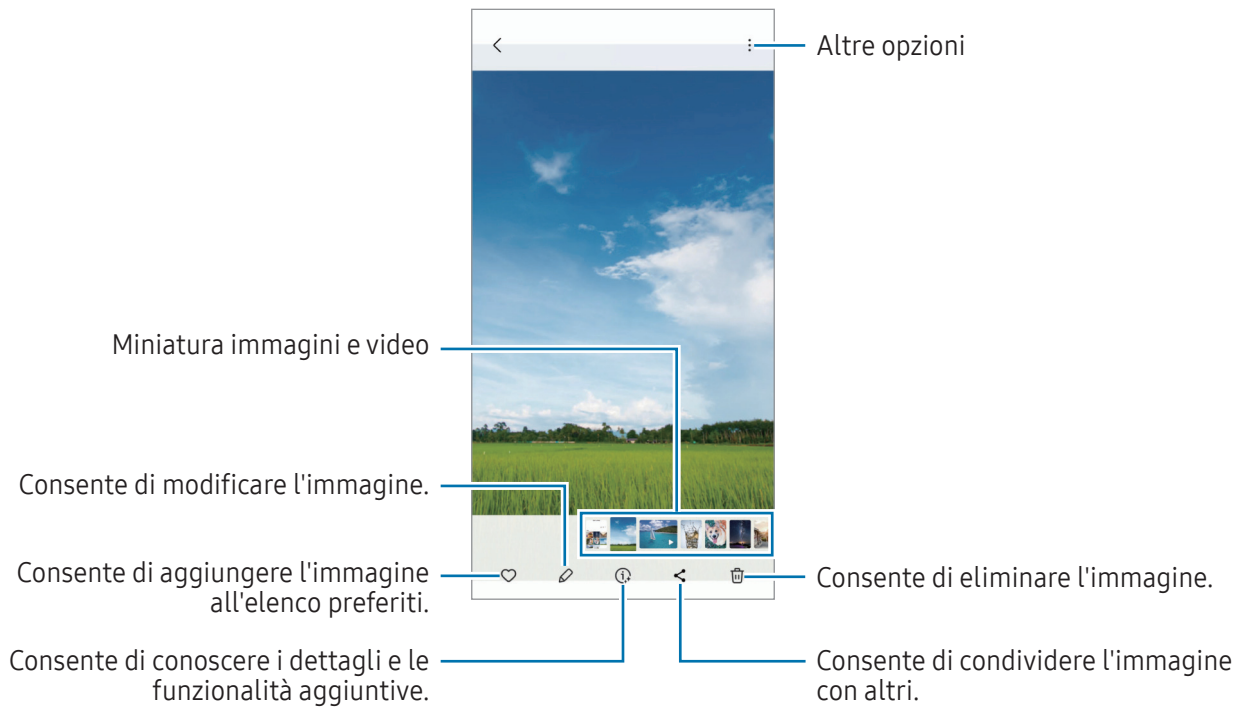 Altre opzioni
Miniatura immagini e video
Consente di modificare l'immagine.
Consente di aggiungere l'immagine
all'elenco preferiti.
Consente di eliminare l'immagine.
Consente di conoscere i dettagli e le
funzionalità aggiuntive.
Consente di condividere l'immagine
con altri.